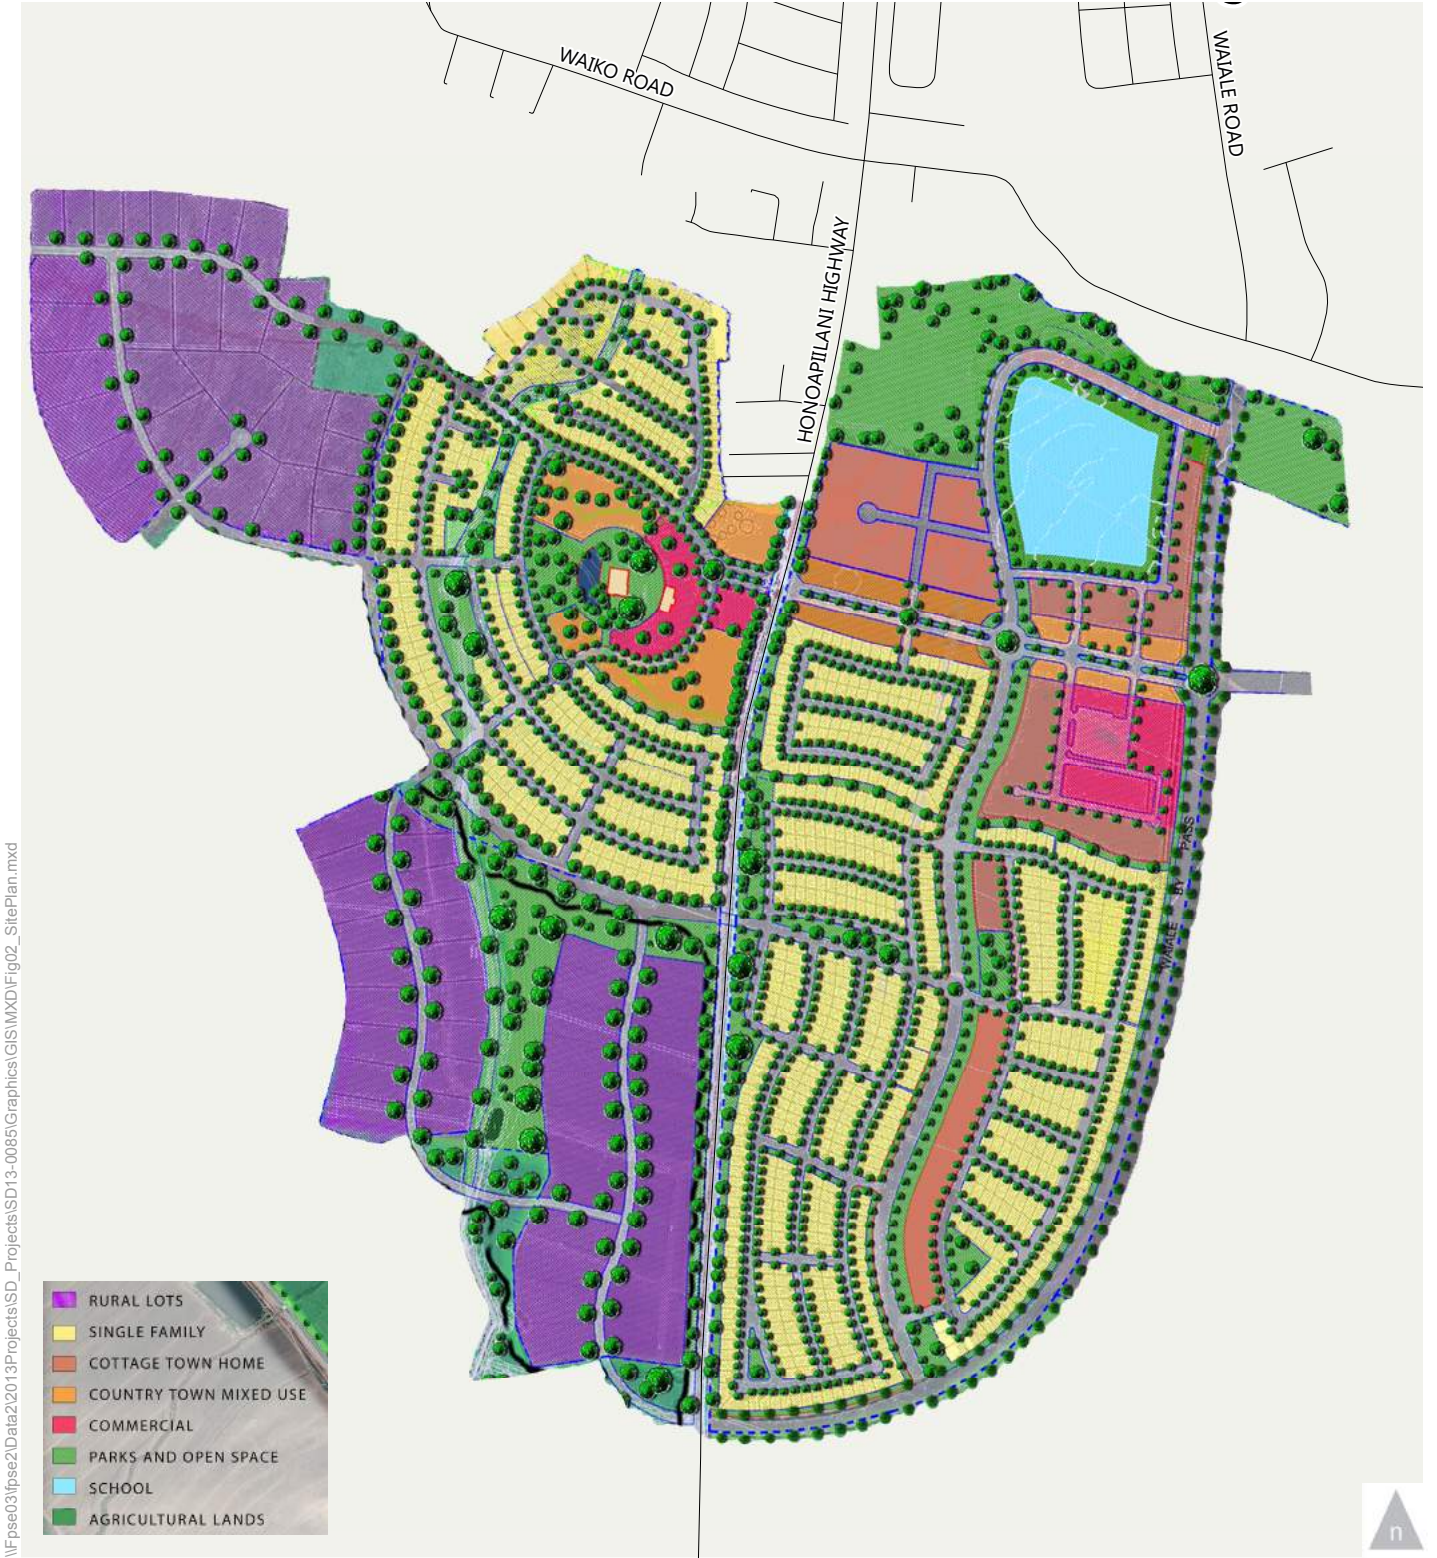 WAIKO ROAD
WAIALE ROAD
HONOAPIILANI HIGHWAY
WAIALE BY PASS
\\Fpse03\fpse2\Data2\2013Projects\SD_Projects\SD13-0085\Graphics\GIS\MXD\Fig02_SitePlan.mxd
RURAL LOTS
SINGLE FAMILY
COTTAGE TOWN HOME
COUNTRY TOWN MIXED USE
COMMERCIAL
PARKS AND OPEN SPACE
SCHOOL
AGRICULTURAL LANDS
n